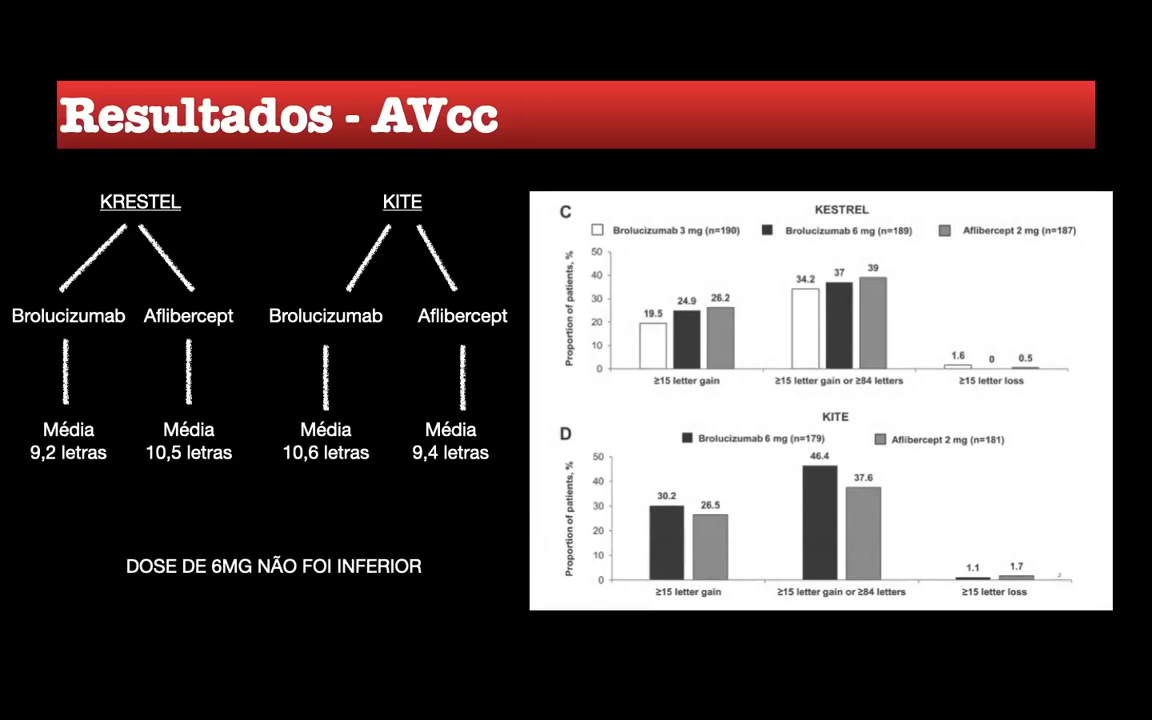 Resultados - AVcc
KRESTEL
KITE
Brolucizumab
Aflibercept
Brolucizumab
Aflibercept
Média
9,2 letras
Média
10,5 letras
Média
10,6 letras
Média
9,4 letras
DOSE DE 6MG NÃO FOI INFERIOR
C
KESTREL
Brolucizumab 3 mg (n=190)
Brolucizumab 6 mg (n=189)
Aflibercept 2 mg (n=187)
Proportion of patients, %
50
40
30
20
10
0
19.5
24.9
26.2
34.2
37
39
1.6
0
0.5
≥15 letter gain
≥15 letter gain or ≥84 letters
≥15 letter loss
KITE
D
Brolucizumab 6 mg (n=179)
Aflibercept 2 mg (n=181)
Proportion of patients, %
50
40
30
20
10
0
30.2
26.5
46.4
37.6
1.1
1.7
2
≥15 letter gain
≥15 letter gain or ≥84 letters
≥15 letter loss